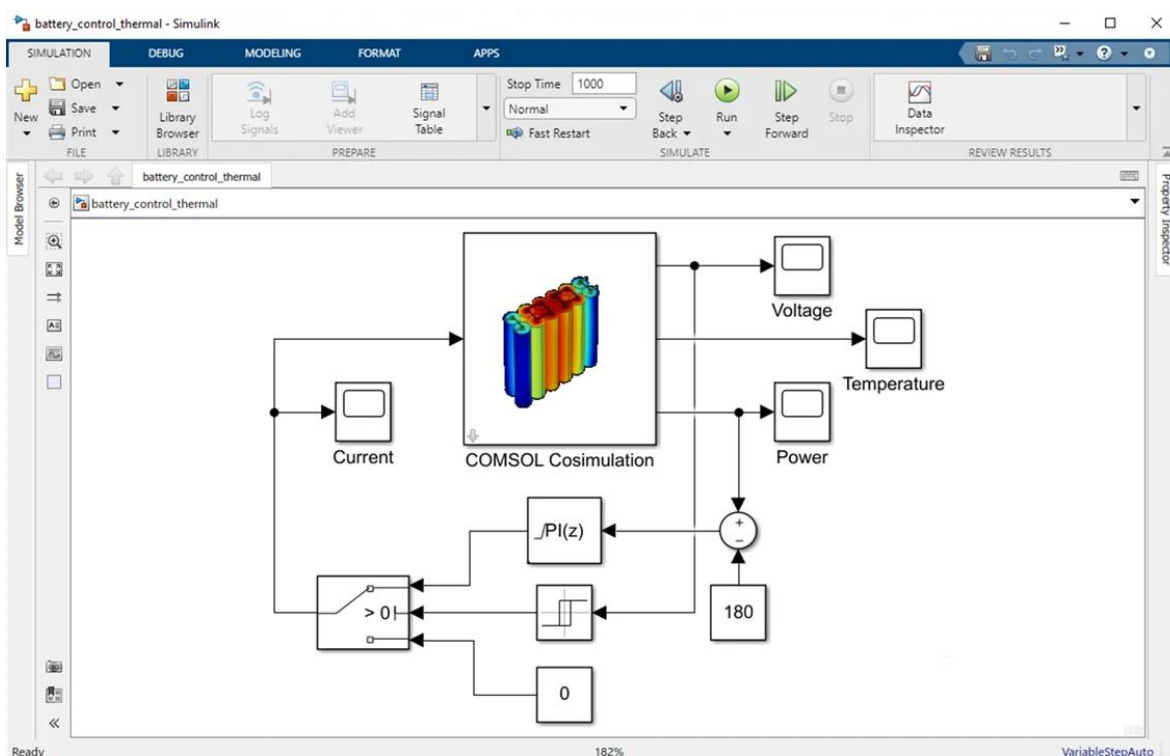 battery_control_thermal - Simulink
SIMULATION DEBUG MODELING FORMAT APPS
New
Open
Save
Print
FILE
Library Browser
LIBRARY
Log Signals
Add Viewer
Signal Table
PREPARE
Stop Time 1000
Normal
Fast Restart
Step Back
Run
Step Forward
Stop
SIMULATE
Data Inspector
REVIEW RESULTS
Model Browser
battery_control_thermal
battery_control_thermal
Property Inspector
Voltage
Temperature
Current
COMSOL Cosimulation
Power
PI(z)
+
−
> 0
180
0
Ready
182%
VariableStepAuto